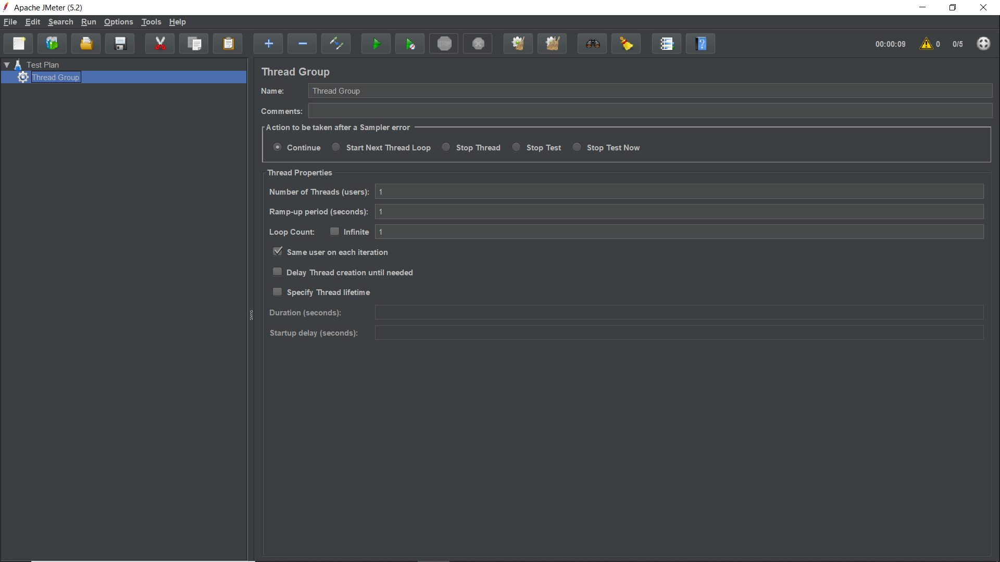 Apache JMeter (5.2)
File Edit Search Run Options Tools Help
STOP 00:00:09 0 0/5
Test Plan
Thread Group
Thread Group
Name: Thread Group
Comments:
Action to be taken after a Sampler error
Continue Start Next Thread Loop Stop Thread Stop Test Stop Test Now
Thread Properties
Number of Threads (users): 1
Ramp-up period (seconds): 1
Loop Count: Infinite 1
Same user on each iteration
Delay Thread creation until needed
Specify Thread lifetime
Duration (seconds):
Startup delay (seconds):